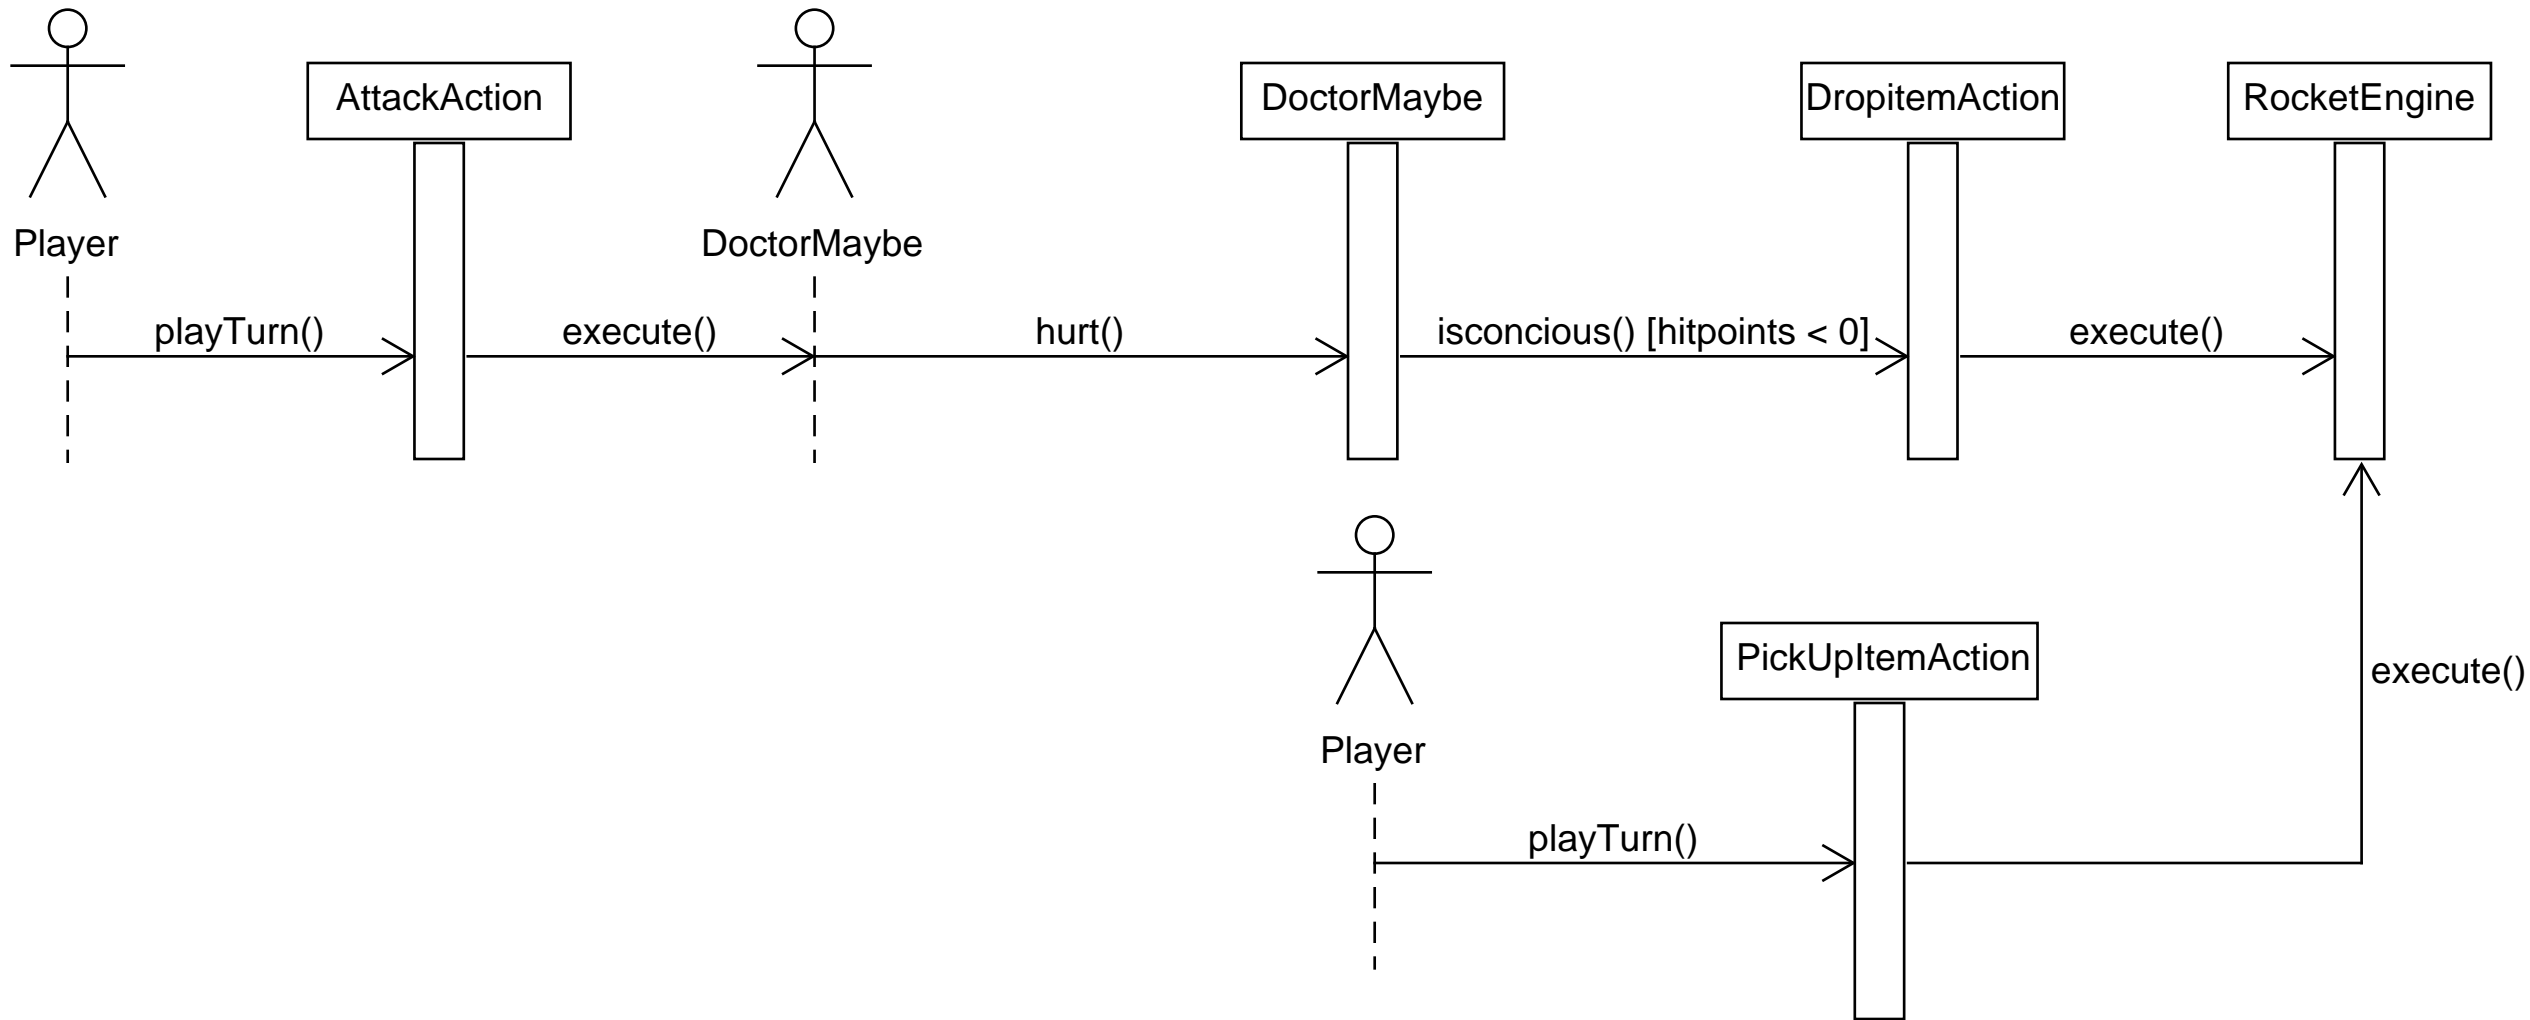 AttackAction
DoctorMaybe
DropitemAction
RocketEngine
Player
DoctorMaybe
playTurn()
execute()
hurt()
isconcious() [hitpoints < 0]
execute()
PickUpItemAction
execute()
Player
playTurn()